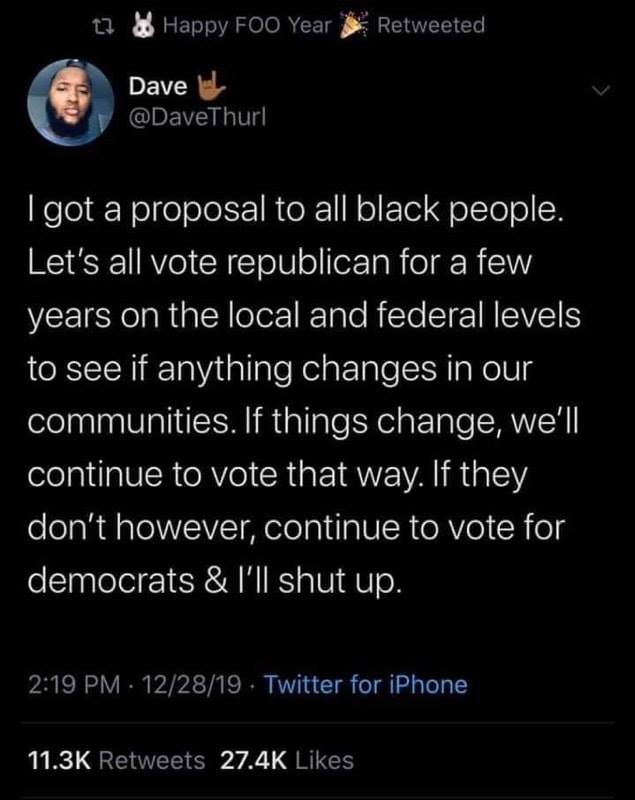 Happy FOO Year Retweeted
Dave
@DaveThurl
I got a proposal to all black people.
Let's all vote republican for a few
years on the local and federal levels
to see if anything changes in our
communities. If things change, we'll
continue to vote that way. If they
don't however, continue to vote for
democrats & I'll shut up.
2:19 PM · 12/28/19 · Twitter for iPhone
11.3K Retweets 27.4K Likes